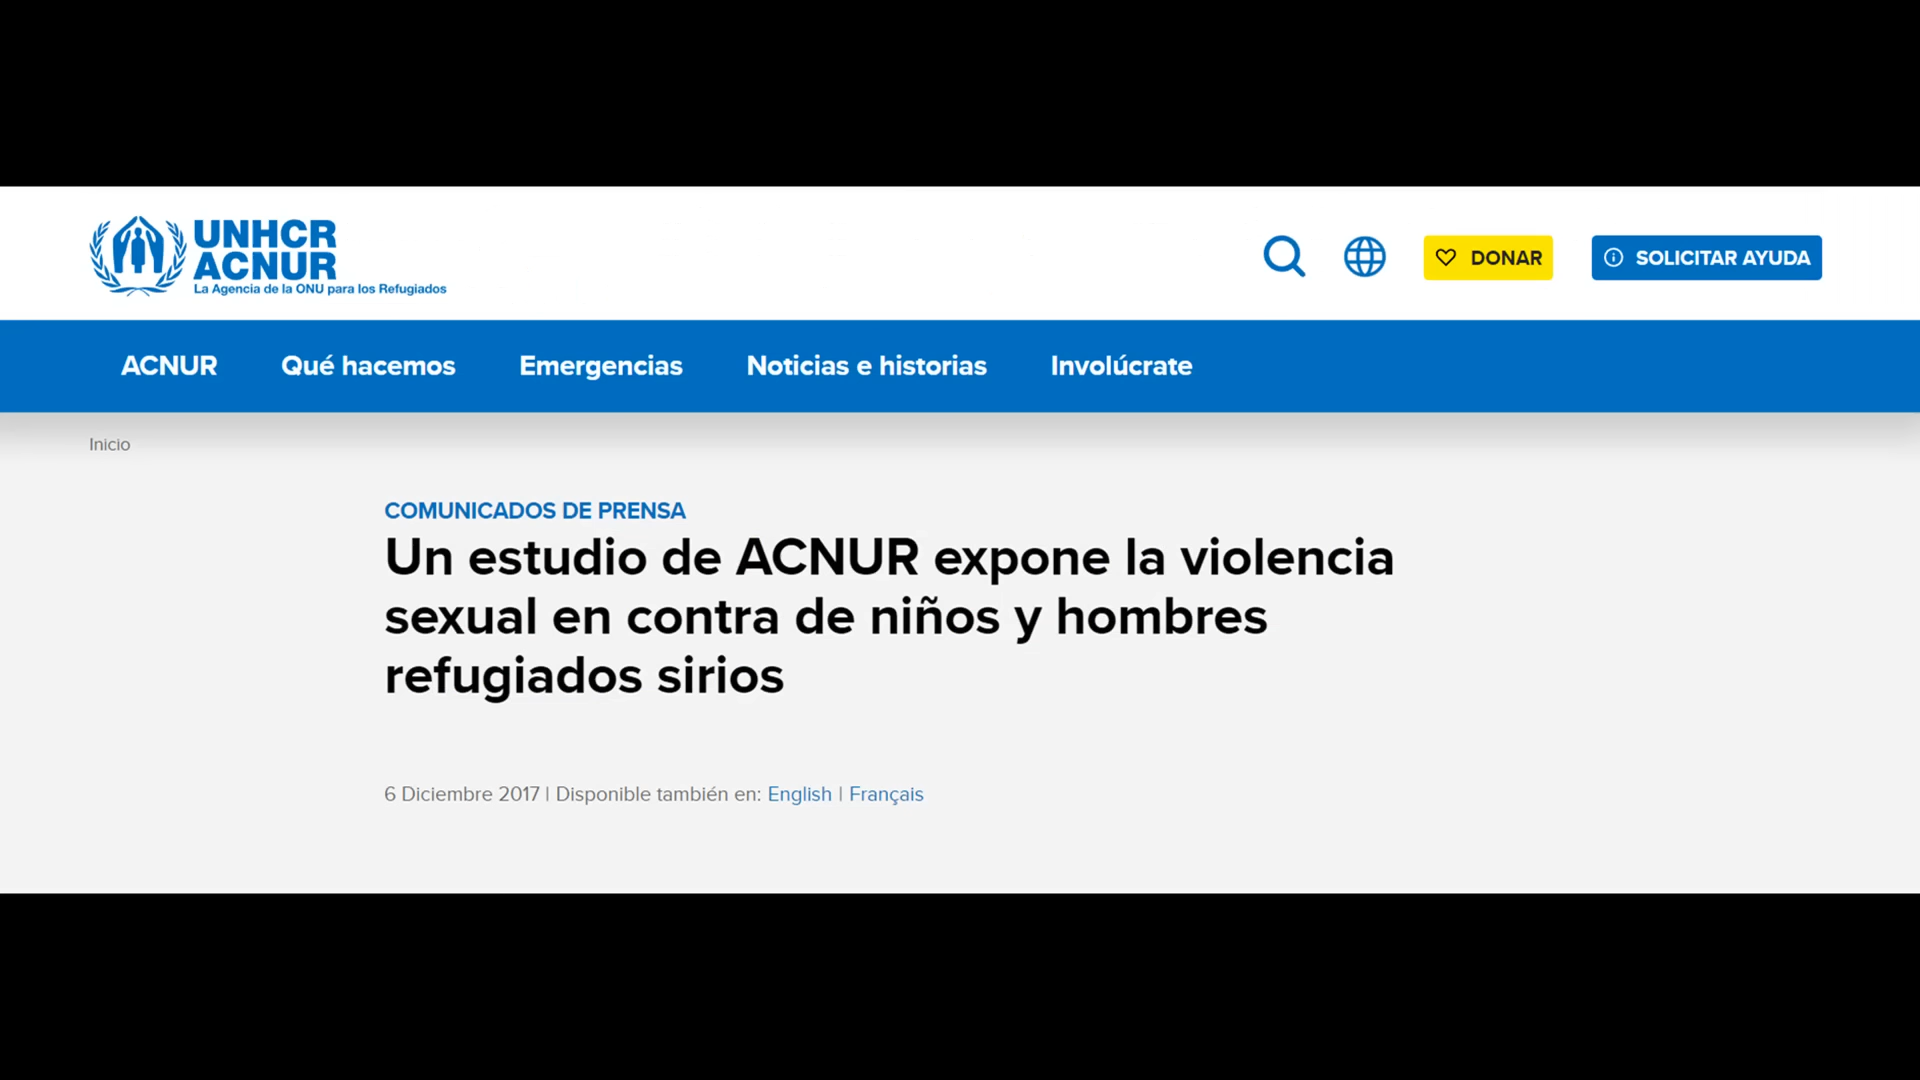 UNHCR
ACNUR
La Agencia de la ONU para los Refugiados
DONAR
SOLICITAR AYUDA
ACNUR
Qué hacemos
Emergencias
Noticias e historias
Involúcrate
Inicio
COMUNICADOS DE PRENSA
Un estudio de ACNUR expone la violencia
sexual en contra de niños y hombres
refugiados sirios
6 Diciembre 2017 | Disponible también en: English | Français